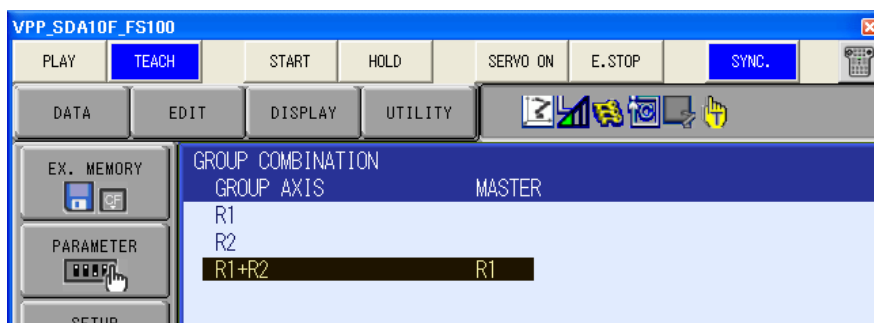 VPP_SDA10F_FS100
PLAY TEACH START HOLD SERVO ON E.STOP SYNC.
DATA EDIT DISPLAY UTILITY
EX. MEMORY
CF
PARAMETER
SETUP
GROUP COMBINATION
GROUP AXIS MASTER
R1
R2
R1+R2 R1